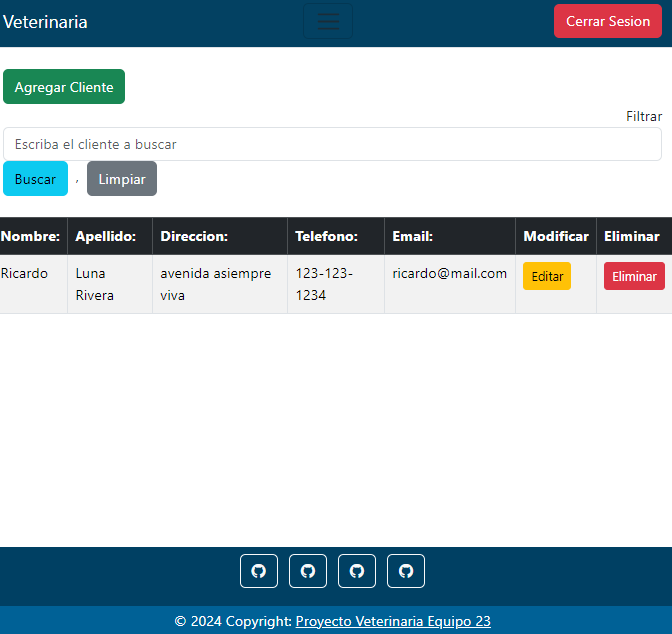 Veterinaria
Cerrar Sesion
Agregar Cliente
Filtrar
Escriba el cliente a buscar
Buscar , Limpiar
Nombre: Apellido: Direccion: Telefono: Email: Modificar Eliminar
Ricardo Luna avenida asiempre 123-123- ricardo@mail.com Editar Eliminar
Rivera viva 1234
© 2024 Copyright: Proyecto Veterinaria Equipo 23